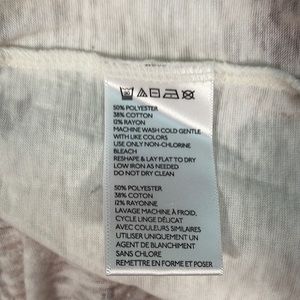 50% POLYESTER
38% COTTON
12% RAYON
MACHINE WASH COLD GENTLE
WITH LIKE COLORS
USE ONLY NON-CHLORINE
BLEACH
RESHAPE & LAY FLAT TO DRY
LOW IRON AS NEEDED
DO NOT DRY CLEAN
50% POLYESTER
38% COTTON
12% RAYONNE
LAVAGE MACHINE À FROID,
CYCLE LINGE DÉLICAT
AVEC COULEURS SIMILAIRES
UTILISER UNIQUEMENT UN
AGENT DE BLANCHIMENT
SANS CHLORE
REMETTRE EN FORME ET POSER